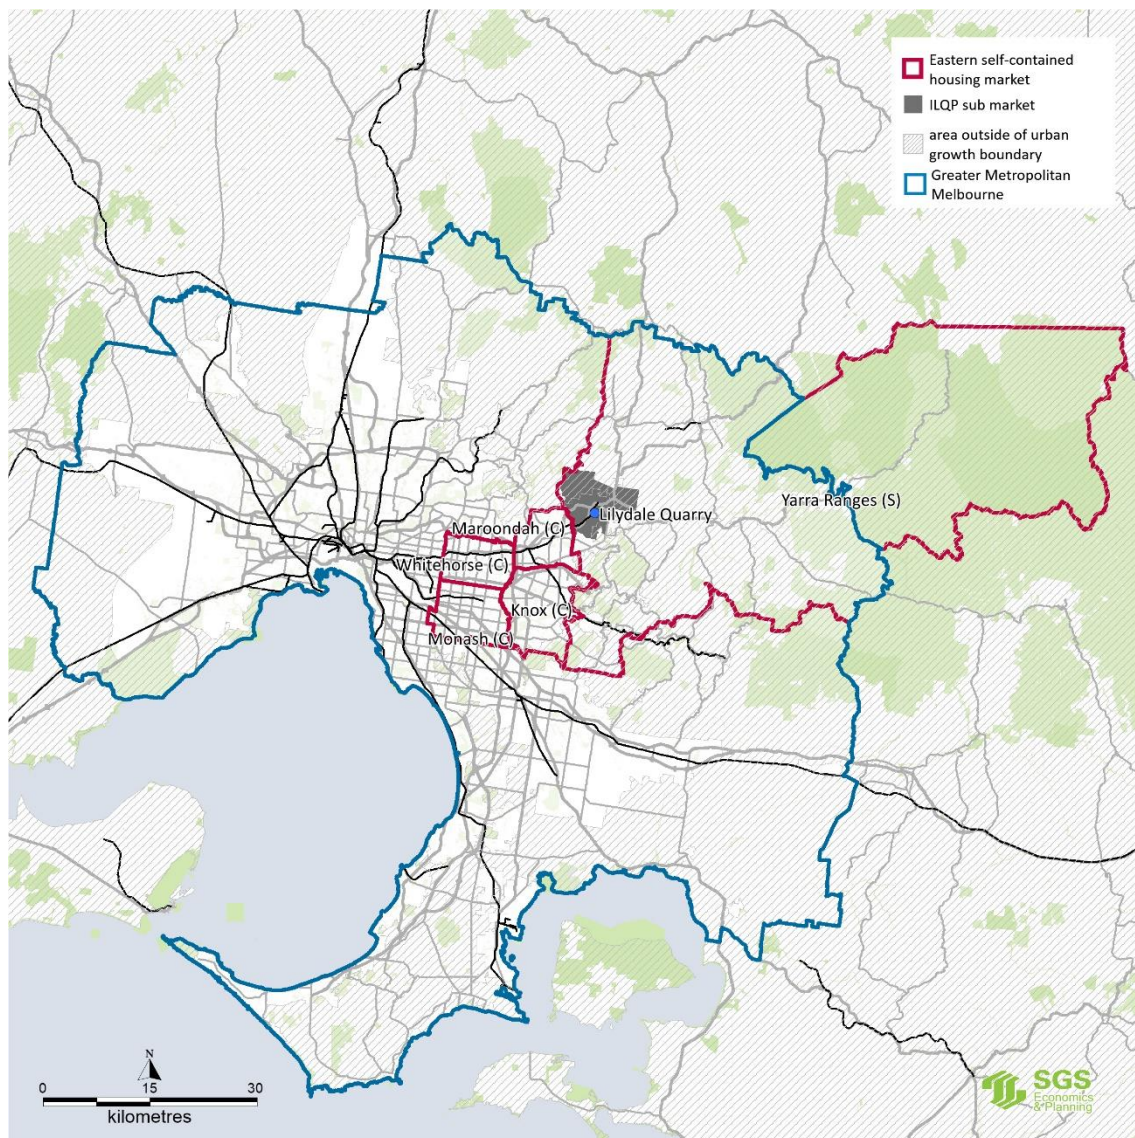 Eastern self-contained
housing market
ILQP sub market
area outside of urban
growth boundary
Greater Metropolitan
Melbourne
Yarra Ranges (S)
Lilydale Quarry
Maroondah (C)
Whitehorse (C)
Knox (C)
Monash (C)
N
0 15 30
kilometres
SGS
Economics
& Planning